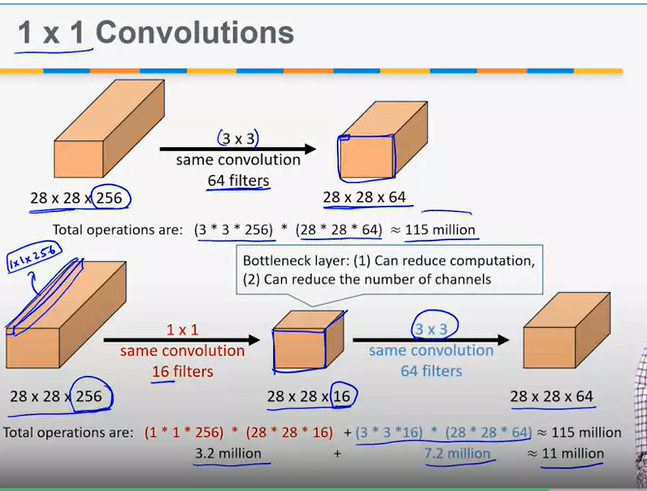 1 x 1 Convolutions
(3 x 3)
same convolution
64 filters
28 x 28 x 256
28 x 28 x 64
Total operations are: (3 * 3 * 256) * (28 * 28 * 64) ≈ 115 million
1x1x256
Bottleneck layer: (1) Can reduce computation,
(2) Can reduce the number of channels
1 x 1
same convolution
16 filters
3 x 3
same convolution
64 filters
28 x 28 x 256
28 x 28 x 16
28 x 28 x 64
Total operations are: (1 * 1 * 256) * (28 * 28 * 16) + (3 * 3 *16) * (28 * 28 * 64) ≈ 115 million
3.2 million + 7.2 million ≈ 11 million